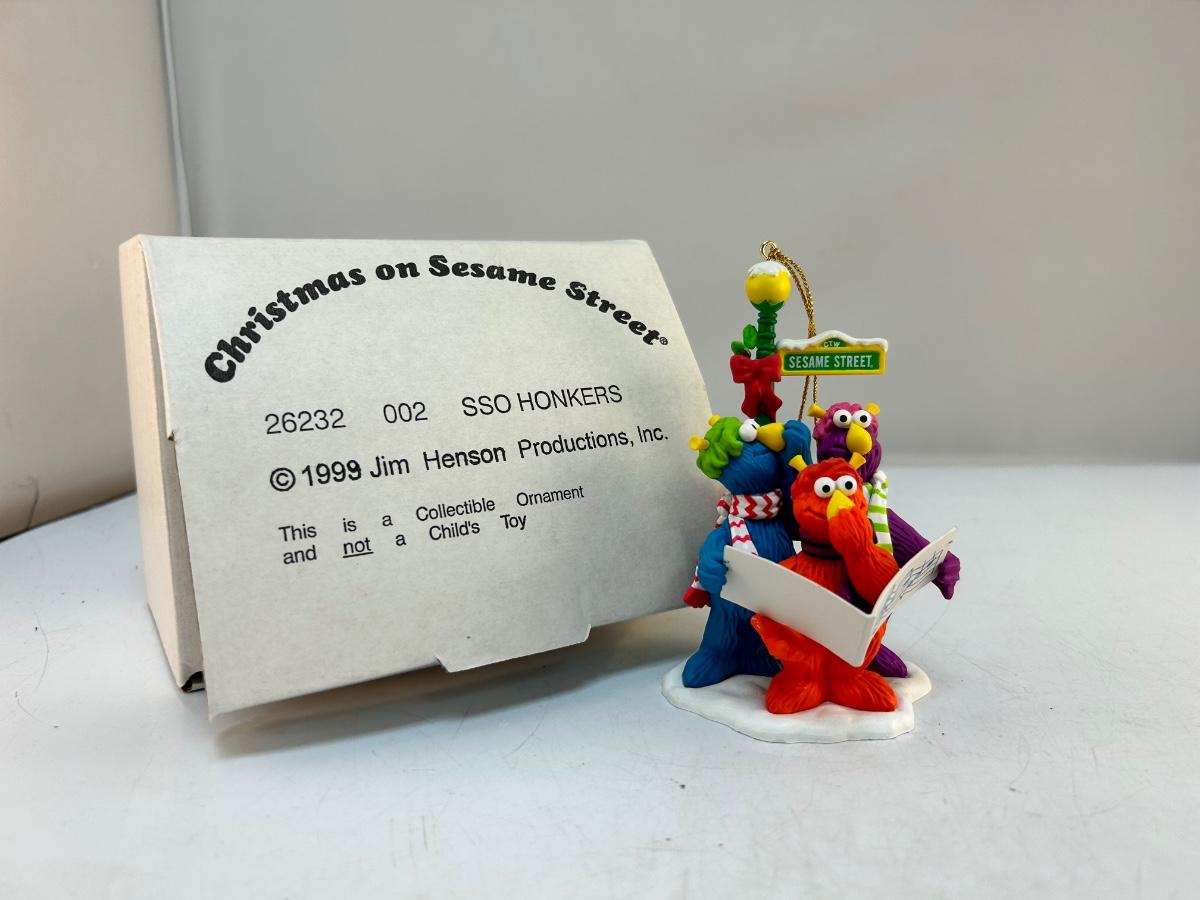 Christmas on Sesame Street®
26232 002 SSO HONKERS
© 1999 Jim Henson Productions, Inc.
This is a Collectible Ornament
and not a Child's Toy
CTW
SESAME STREET